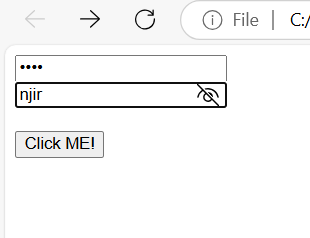 File | C:/
••••
njir
Click ME!